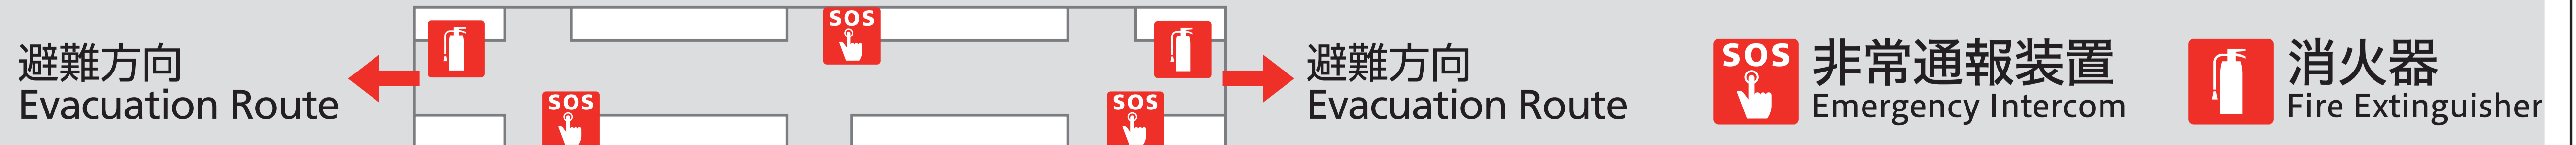 避難方向
Evacuation Route
SOS
SOS
SOS
避難方向
Evacuation Route
SOS
非常通報装置
Emergency Intercom
消火器
Fire Extinguisher